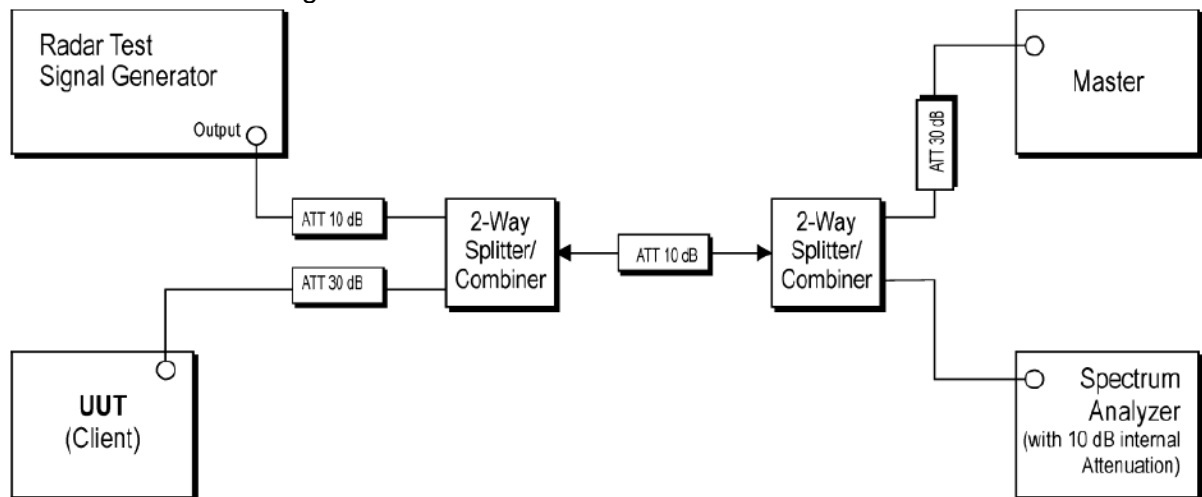 Radar Test
Signal Generator
Output
ATT 10 dB
ATT 30 dB
2-Way
Splitter/
Combiner
ATT 10 dB
2-Way
Splitter/
Combiner
ATT 30 dB
Master
UUT
(Client)
Spectrum
Analyzer
(with 10 dB internal
Attenuation)